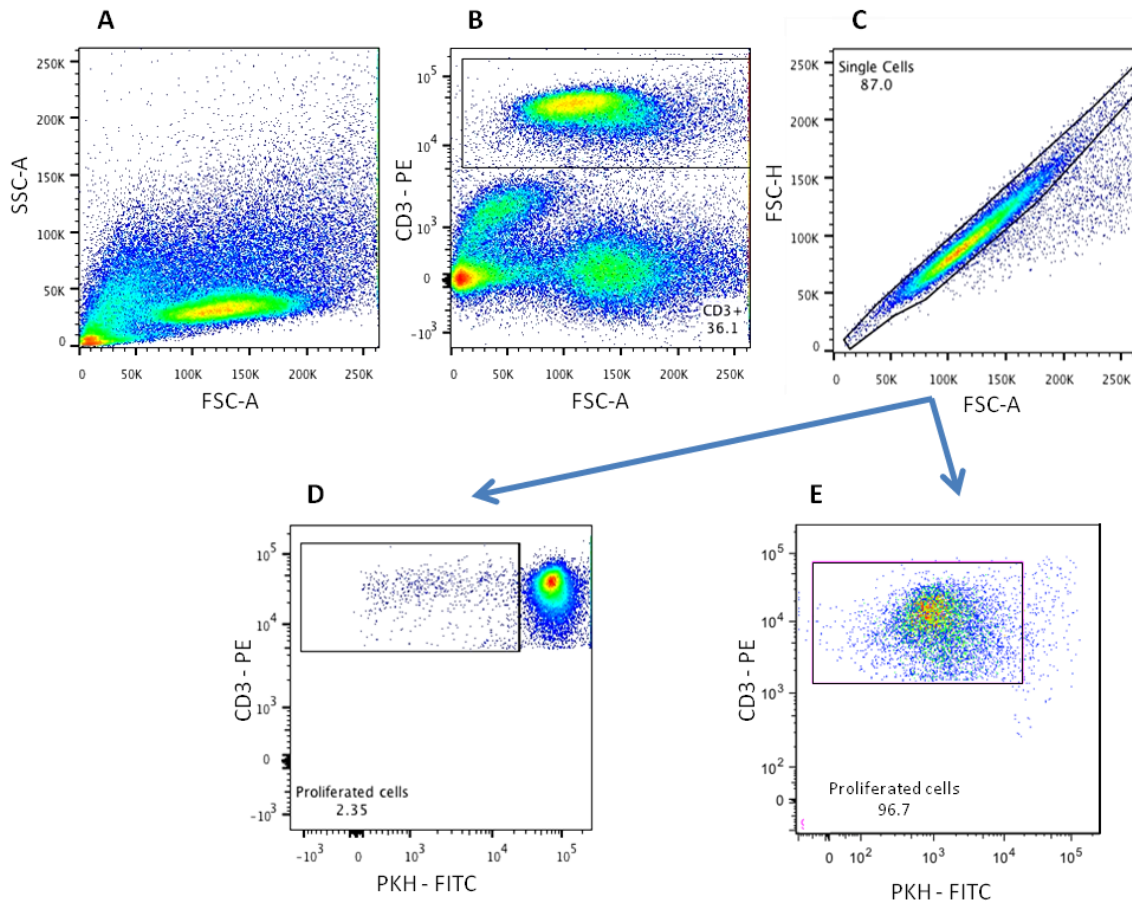 A
B
C
250K
200K
150K
100K
50K
0
SSC-A
0
50K
100K
150K
200K
250K
FSC-A
10^5
10^4
10^3
0
-10^3
CD3 - PE
CD3+
36.1
0
50K
100K
150K
200K
250K
FSC-A
Single Cells
87.0
250K
200K
150K
100K
50K
0
FSC-H
50K
100K
150K
200K
250K
FSC-A
D
E
10^5
10^4
10^3
0
-10^3
CD3 - PE
Proliferated cells
2.35
-10^3
0
10^3
10^4
10^5
PKH - FITC
10^5
10^4
10^3
10^2
0
CD3 - PE
Proliferated cells
96.7
0
10^2
10^3
10^4
10^5
PKH - FITC